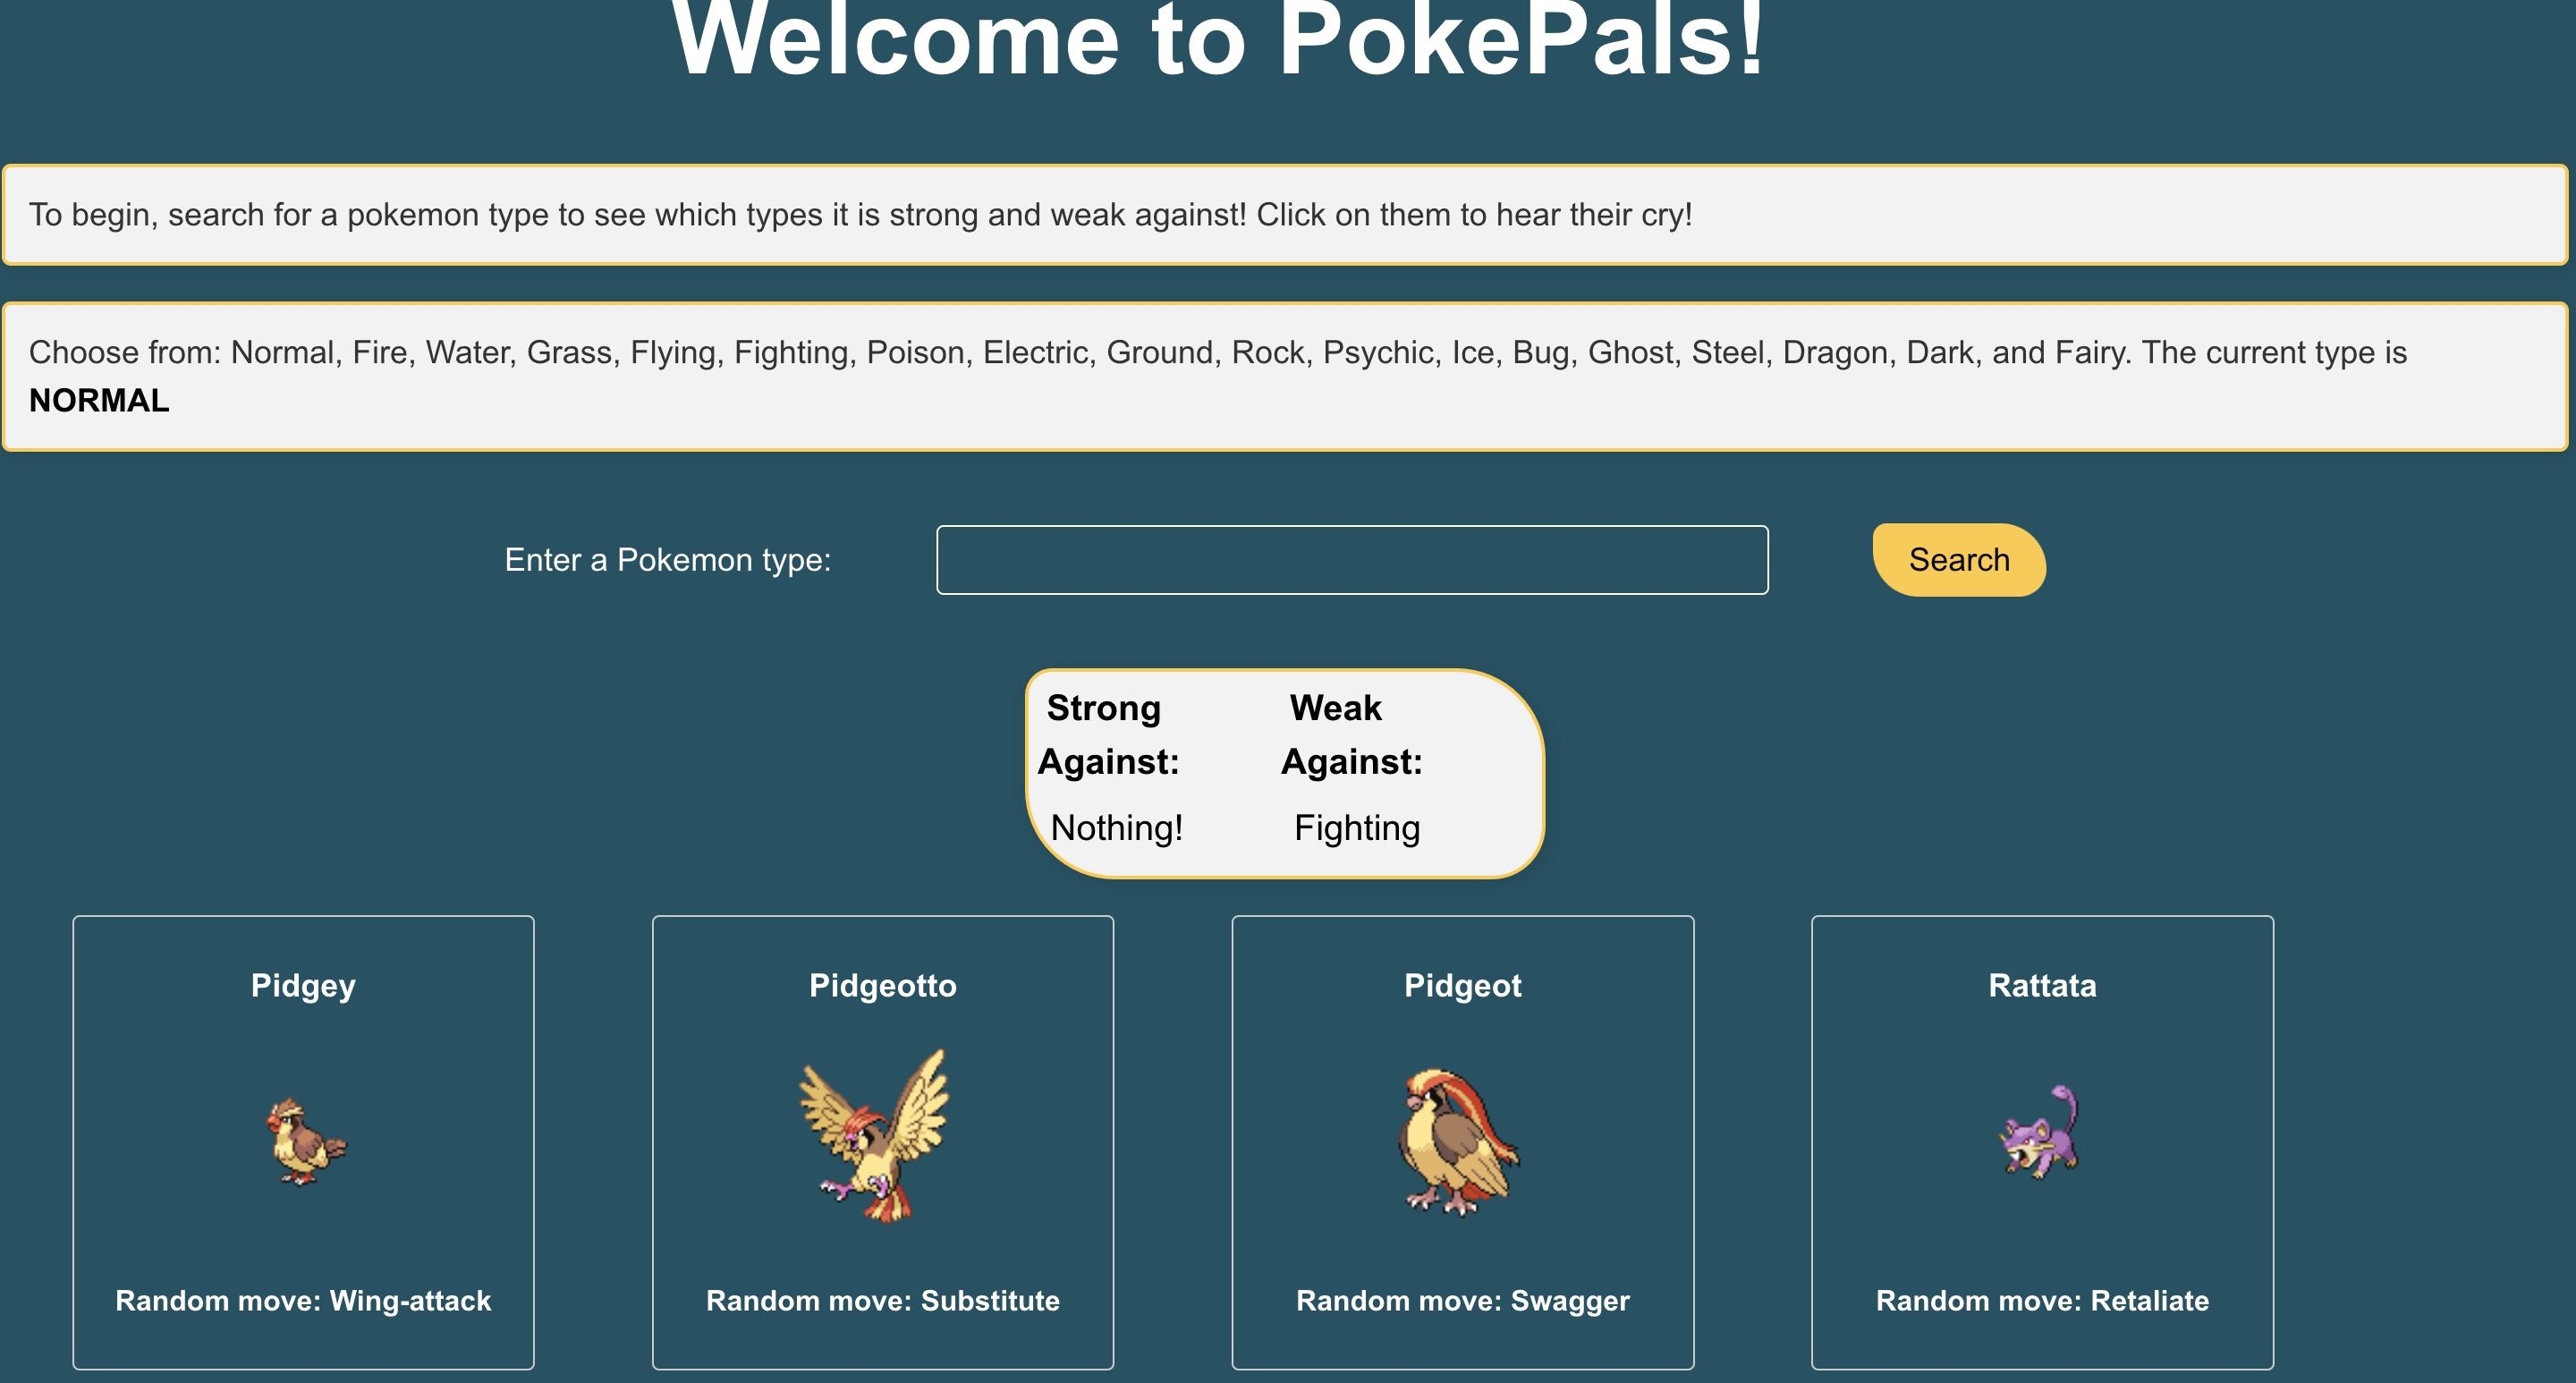 Welcome to PokePals!
To begin, search for a pokemon type to see which types it is strong and weak against! Click on them to hear their cry!
Choose from: Normal, Fire, Water, Grass, Flying, Fighting, Poison, Electric, Ground, Rock, Psychic, Ice, Bug, Ghost, Steel, Dragon, Dark, and Fairy. The current type is
NORMAL
Enter a Pokemon type:
Search
Strong
Against:
Nothing!
Weak
Against:
Fighting
Pidgey
Random move: Wing-attack
Pidgeotto
Random move: Substitute
Pidgeot
Random move: Swagger
Rattata
Random move: Retaliate